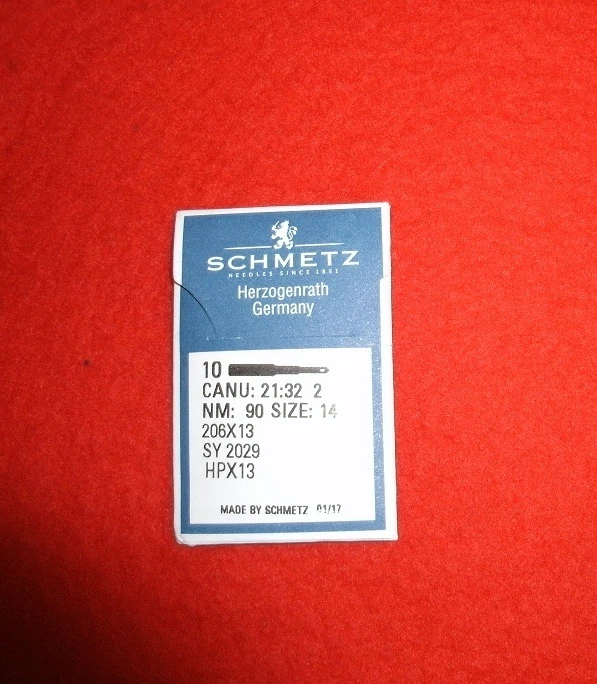 SCHMETZ
NEEDLES SINCE 1851
Herzogenrath
Germany
10
CANU: 21:32 2
NM: 90 SIZE: 14
206X13
SY 2029
HPX13
MADE BY SCHMETZ 01/17